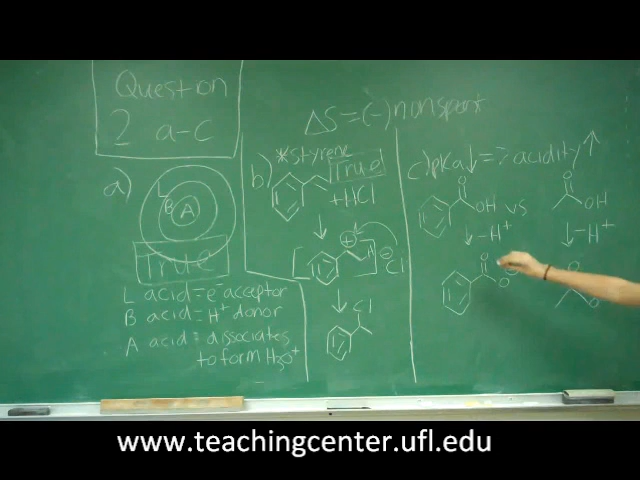 Question
2 a-c
ΔS=(-) nonspont
a)
L
B
A
True
L acid=e⁻ acceptor
B acid=H⁺ donor
A acid= dissociates
to form H₃O⁺
b) *styrene
True
+HCl
⊕
H
⊖
Cl
Cl
c) pKa↓=? acidity↑
O O
OH vs OH
↓-H⁺ ↓-H⁺
O O
O O
www.teachingcenter.ufl.edu